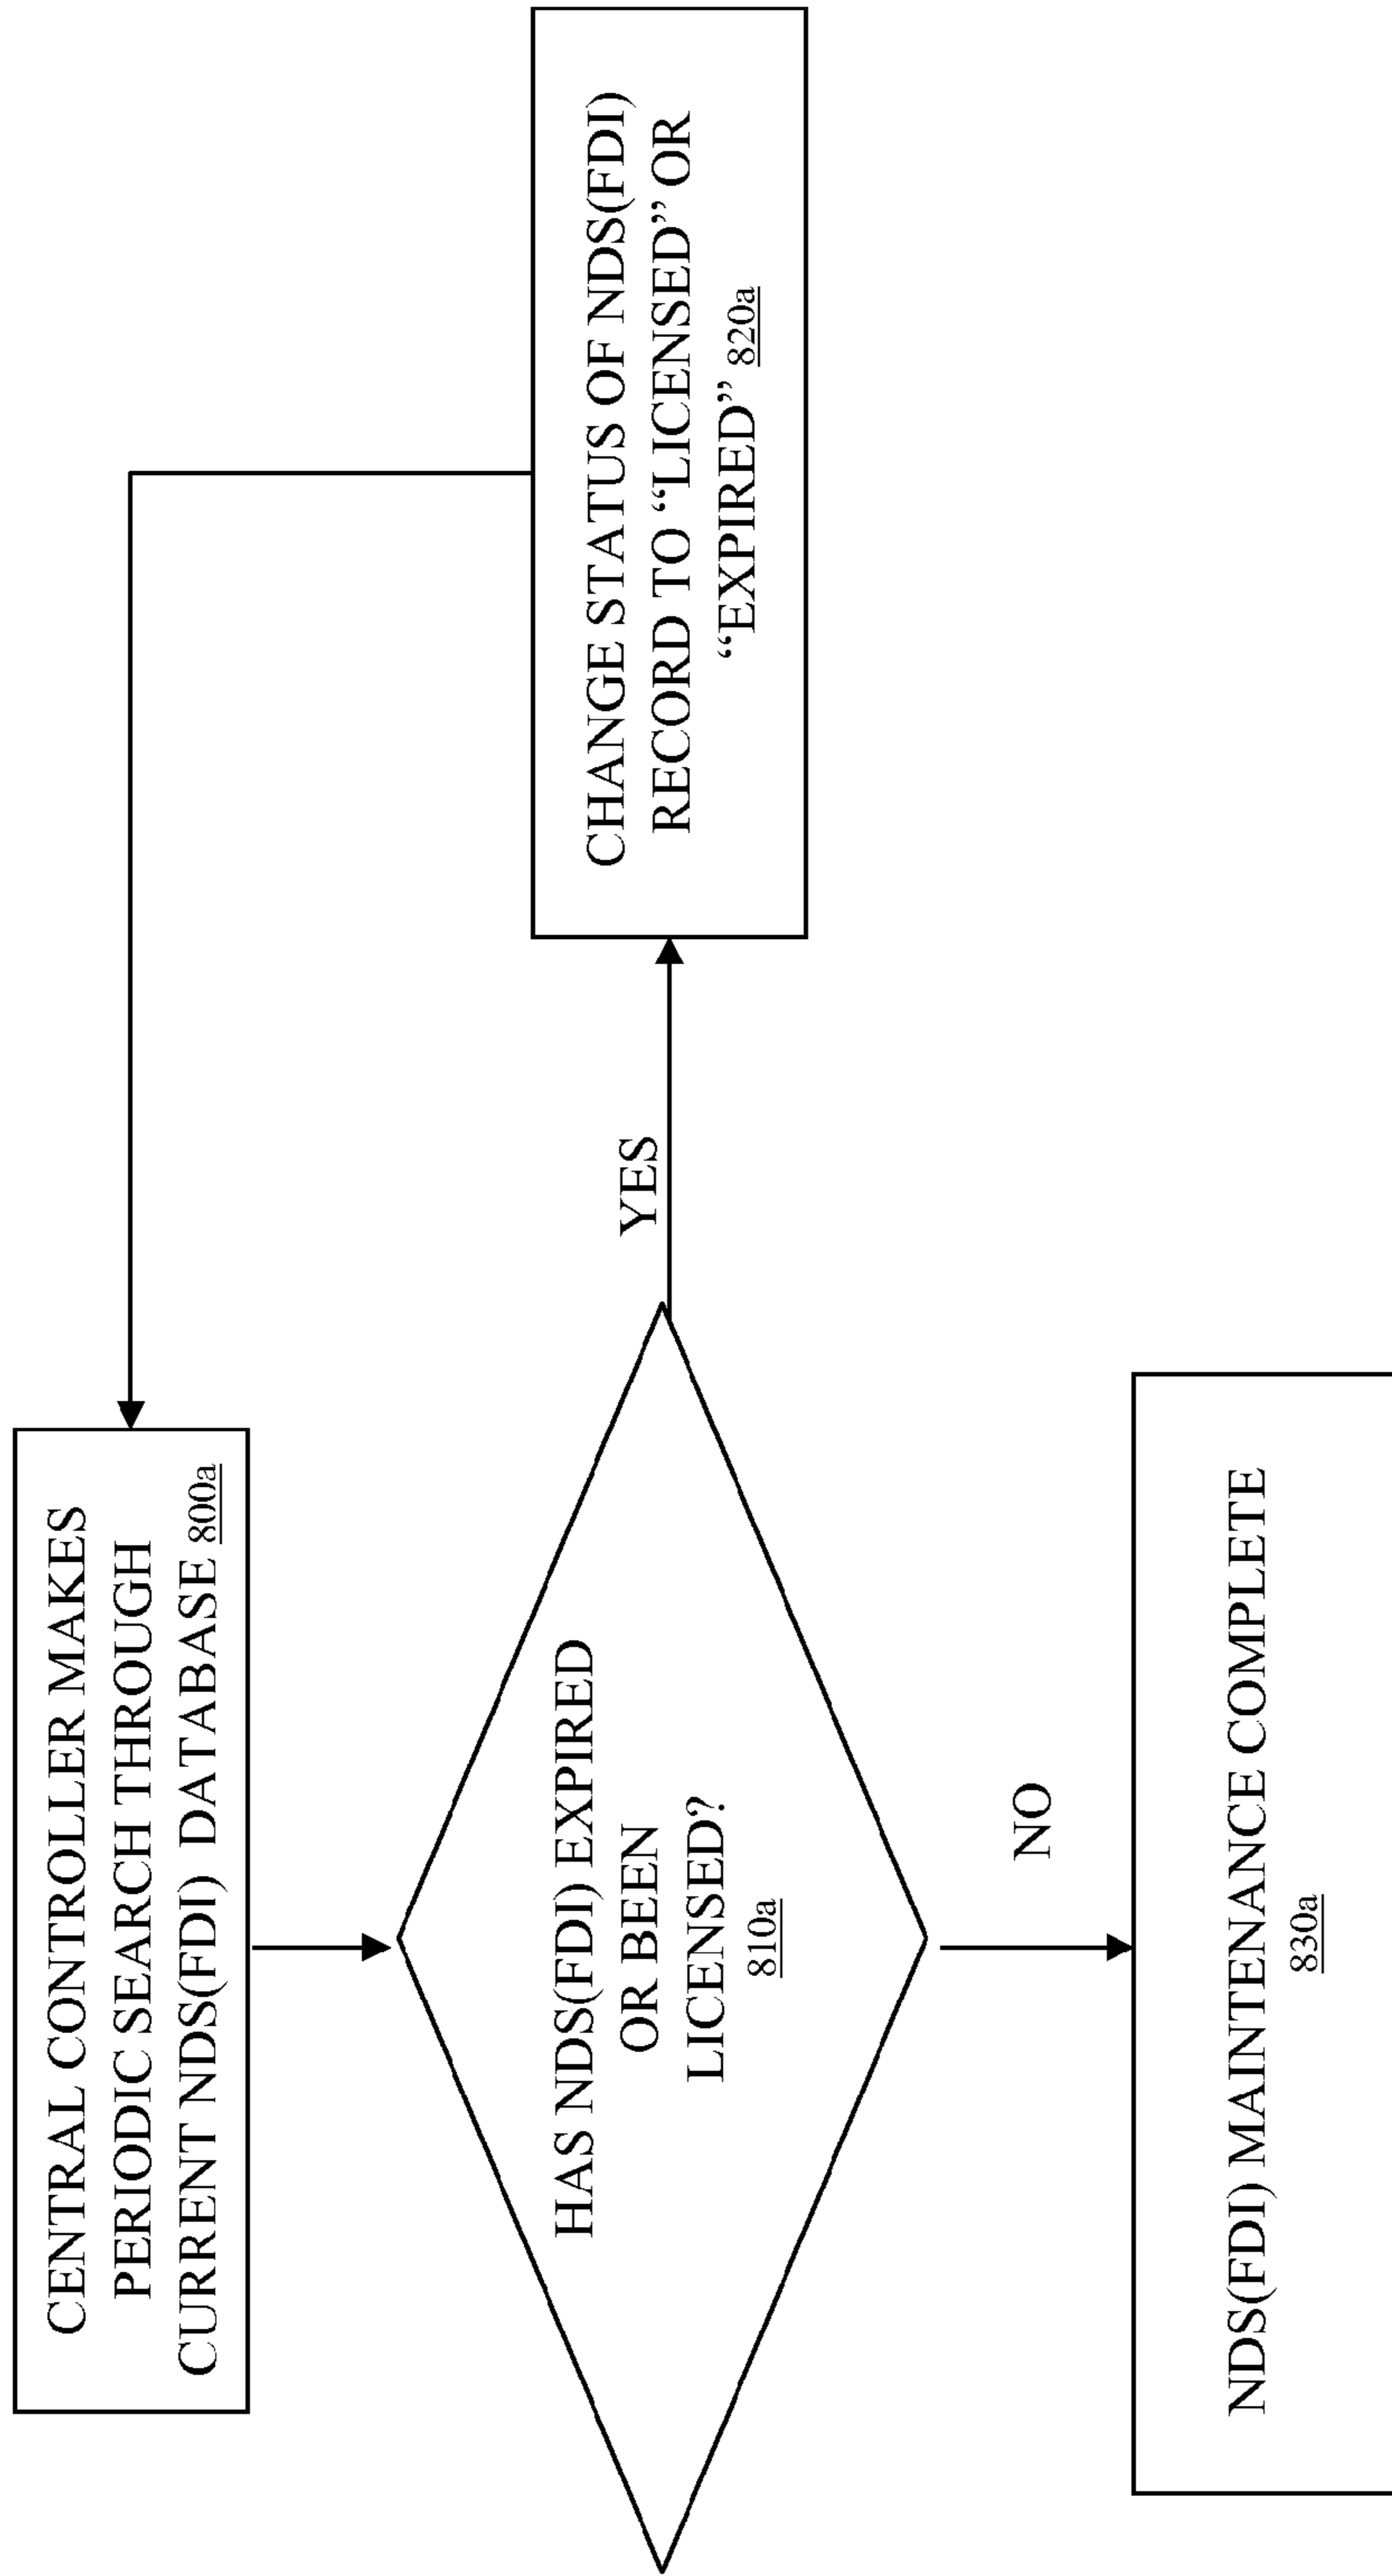 CENTRAL CONTROLLER MAKES
PERIODIC SEARCH THROUGH
CURRENT NDS(FDI) DATABASE 800a
HAS NDS(FDI) EXPIRED
OR BEEN
LICENSED?
810a
YES
CHANGE STATUS OF NDS(FDI)
RECORD TO “LICENSED” OR
“EXPIRED” 820a
NO
NDS(FDI) MAINTENANCE COMPLETE
830a